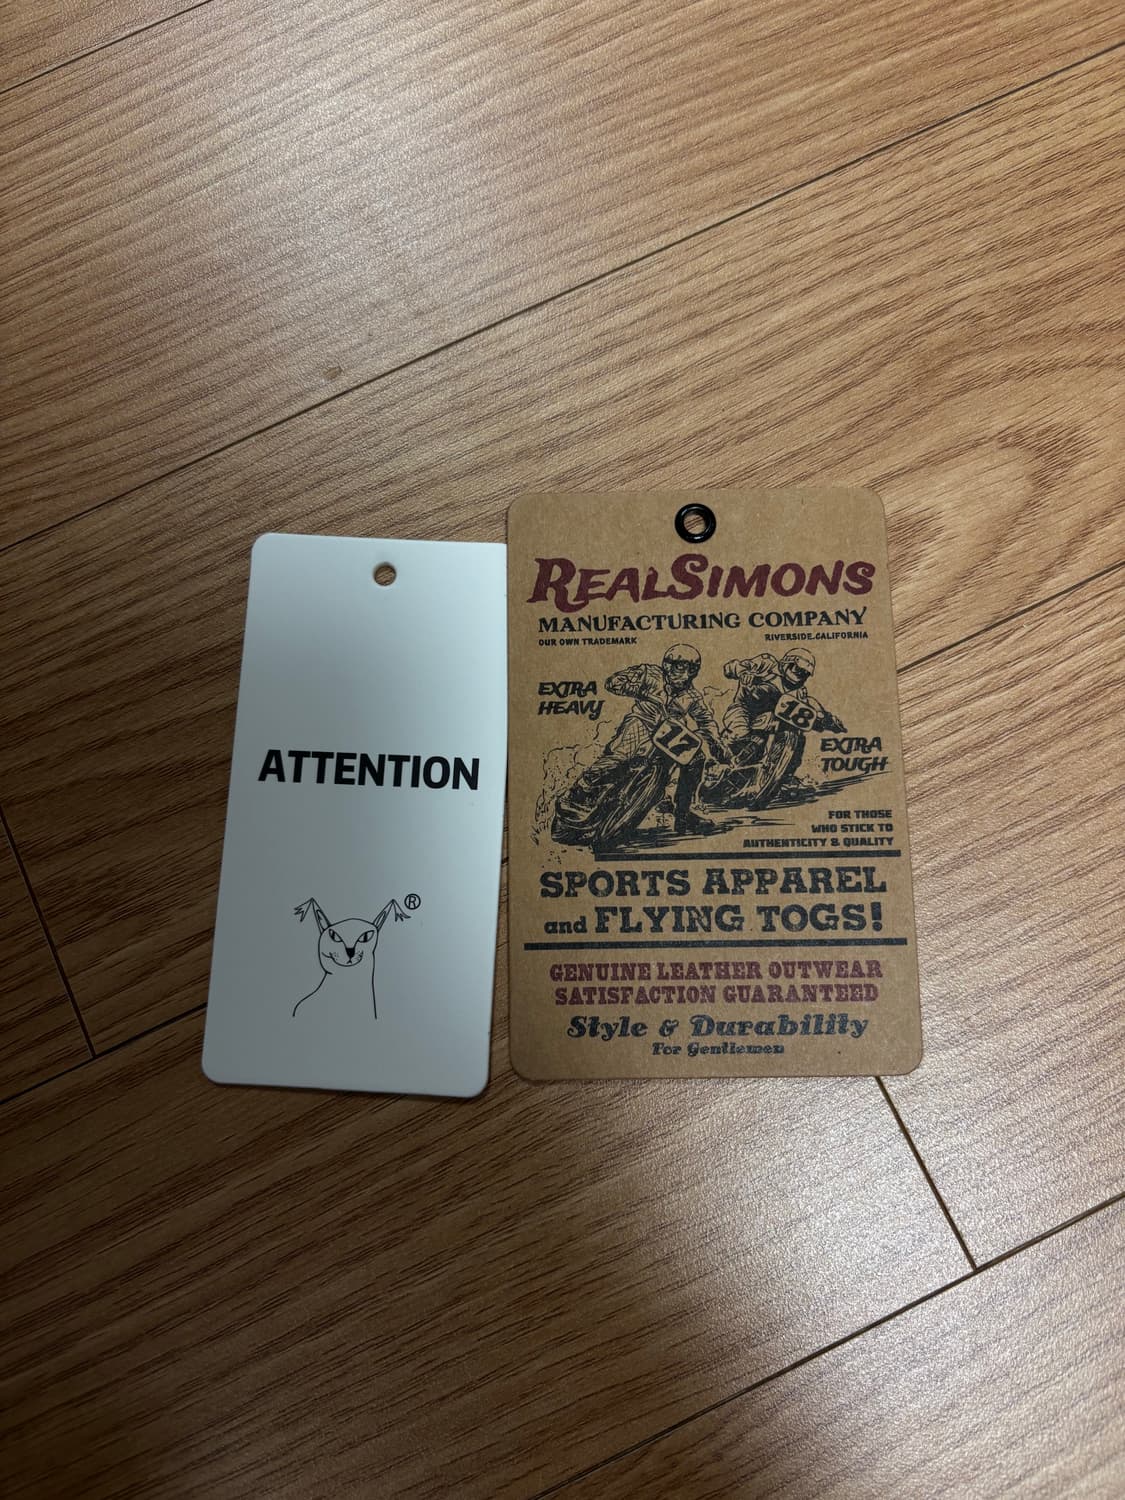 ATTENTION
®
REALSIMONS
MANUFACTURING COMPANY
OUR OWN TRADEMARK
RIVERSIDE.CALIFORNIA
EXTRA
HEAVY
17
18
EXTRA
TOUGH
FOR THOSE
WHO STICK TO
AUTHENTICITY & QUALITY
SPORTS APPAREL
and FLYING TOGS!
GENUINE LEATHER OUTWEAR
SATISFACTION GUARANTEED
Style & Durability
For Gentlemen